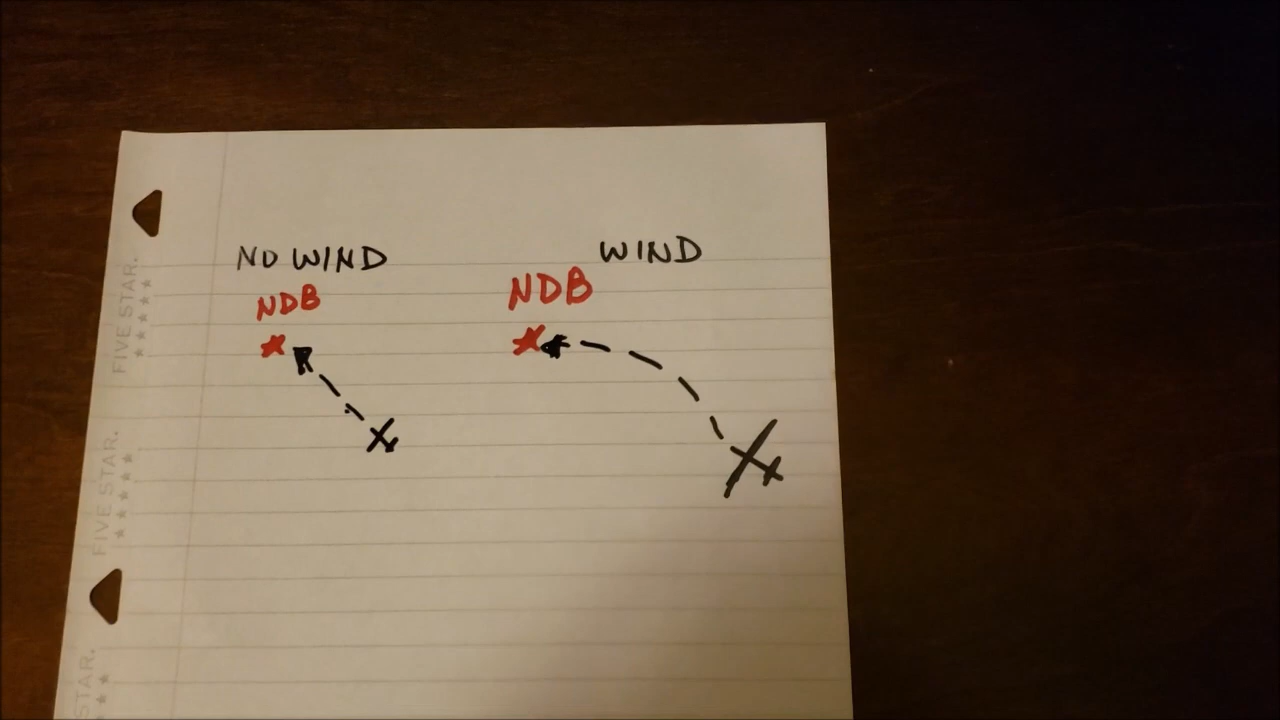 NO WIND
WIND
NDB
NDB
FIVE STAR.
FIVE STAR.
STAR.